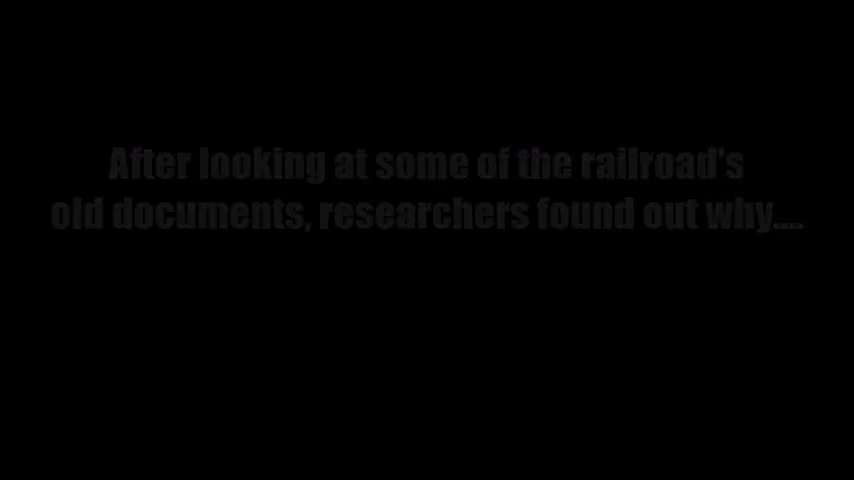 After looking at some of the railroad's
old documents, researchers found out why....